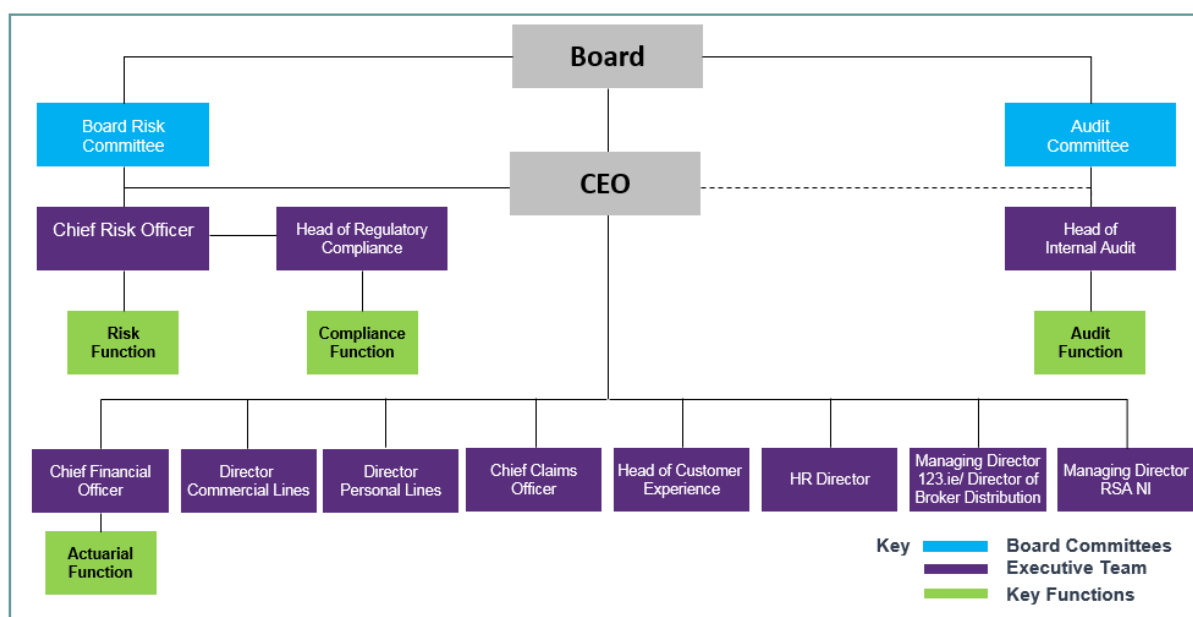 Board
Board Risk
Committee
Audit
Committee
CEO
Chief Risk Officer
Head of Regulatory
Compliance
Head of
Internal Audit
Risk
Function
Compliance
Function
Audit
Function
Chief Financial
Officer
Director
Commercial Lines
Director
Personal Lines
Chief Claims
Officer
Head of Customer
Experience
HR Director
Managing Director
123.ie/ Director of
Broker Distribution
Managing Director
RSA NI
Actuarial
Function
Key
Board Committees
Executive Team
Key Functions